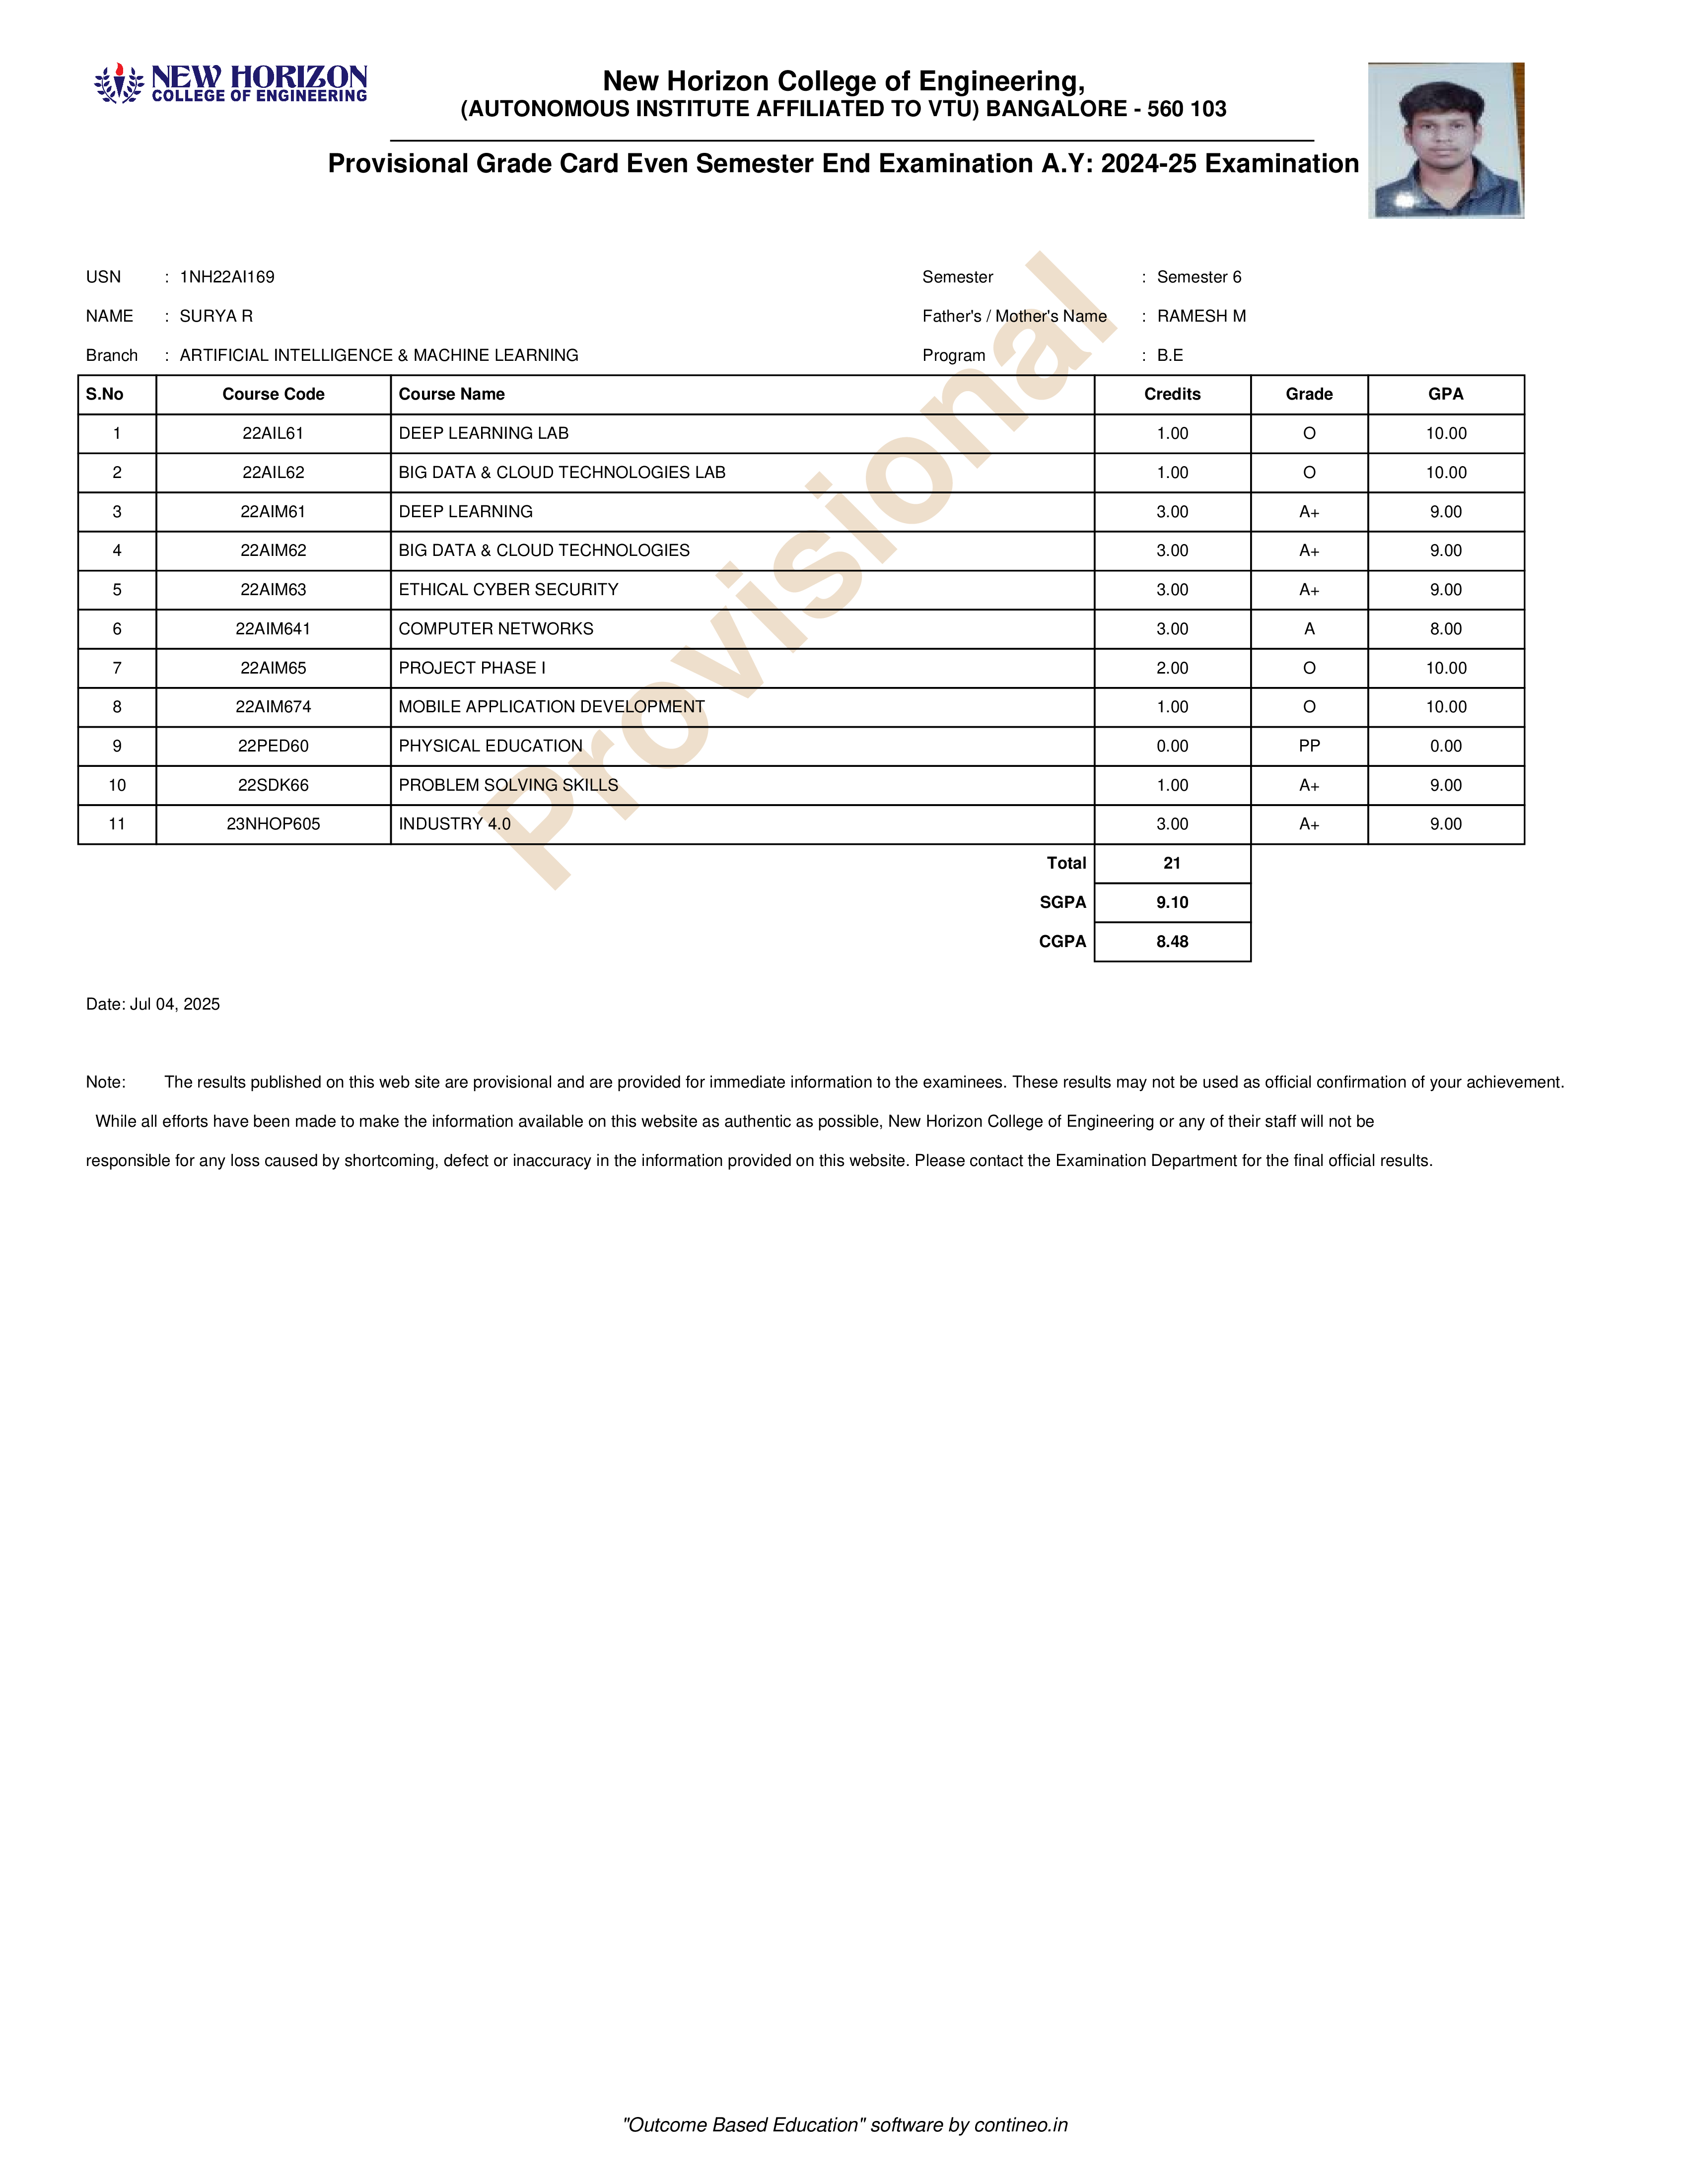 NEW HORIZON
COLLEGE OF ENGINEERING
New Horizon College of Engineering,
(AUTONOMOUS INSTITUTE AFFILIATED TO VTU) BANGALORE - 560 103
Provisional Grade Card Even Semester End Examination A.Y: 2024-25 Examination
USN : 1NH22AI169 Semester : Semester 6
NAME : SURYA R Father's / Mother's Name : RAMESH M
Branch : ARTIFICIAL INTELLIGENCE & MACHINE LEARNING Program : B.E
S.No Course Code Course Name Credits Grade GPA
1 22AIL61 DEEP LEARNING LAB 1.00 O 10.00
2 22AIL62 BIG DATA & CLOUD TECHNOLOGIES LAB 1.00 O 10.00
3 22AIM61 DEEP LEARNING 3.00 A+ 9.00
4 22AIM62 BIG DATA & CLOUD TECHNOLOGIES 3.00 A+ 9.00
5 22AIM63 ETHICAL CYBER SECURITY 3.00 A+ 9.00
6 22AIM641 COMPUTER NETWORKS 3.00 A 8.00
7 22AIM65 PROJECT PHASE I 2.00 O 10.00
8 22AIM674 MOBILE APPLICATION DEVELOPMENT 1.00 O 10.00
9 22PED60 PHYSICAL EDUCATION 0.00 PP 0.00
10 22SDK66 PROBLEM SOLVING SKILLS 1.00 A+ 9.00
11 23NHOP605 INDUSTRY 4.0 3.00 A+ 9.00
Total 21
SGPA 9.10
CGPA 8.48
Provisional
Date: Jul 04, 2025
Note: The results published on this web site are provisional and are provided for immediate information to the examinees. These results may not be used as official confirmation of your achievement.
While all efforts have been made to make the information available on this website as authentic as possible, New Horizon College of Engineering or any of their staff will not be
responsible for any loss caused by shortcoming, defect or inaccuracy in the information provided on this website. Please contact the Examination Department for the final official results.
"Outcome Based Education" software by contineo.in